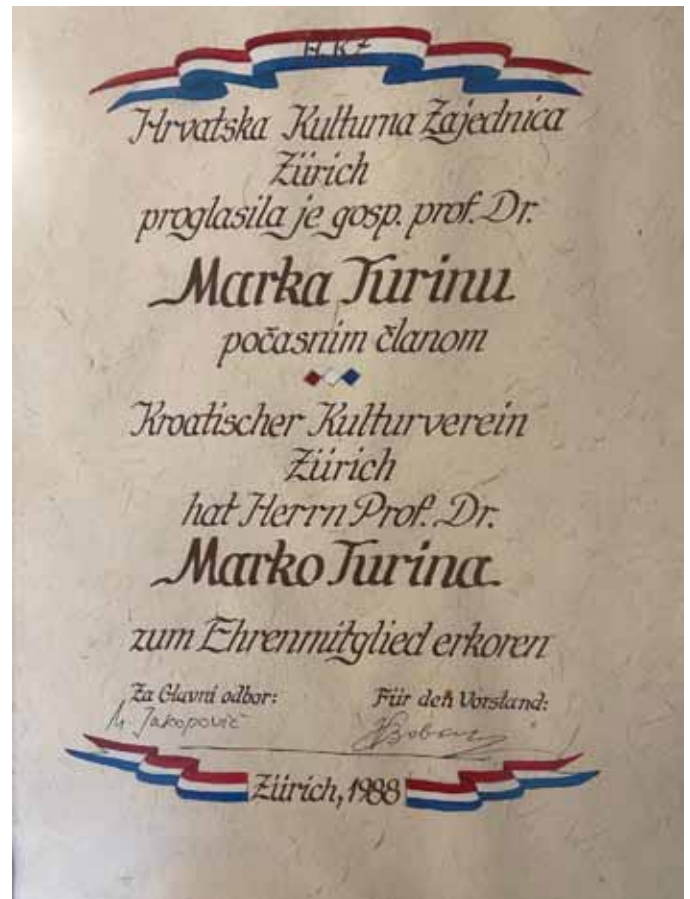 H.K.Z
Hrvatska Kulturna Zajednica
Zürich
proglasila je gosp. prof. Dr.
Marka Turinu
počasnim članom
Kroatischer Kulturverein
Zürich
hat Herrn Prof. Dr.
Marko Turina
zum Ehrenmitglied erkoren
Za Glavni odbor: Für den Vorstand:
M. Jakopović
Zürich, 1988